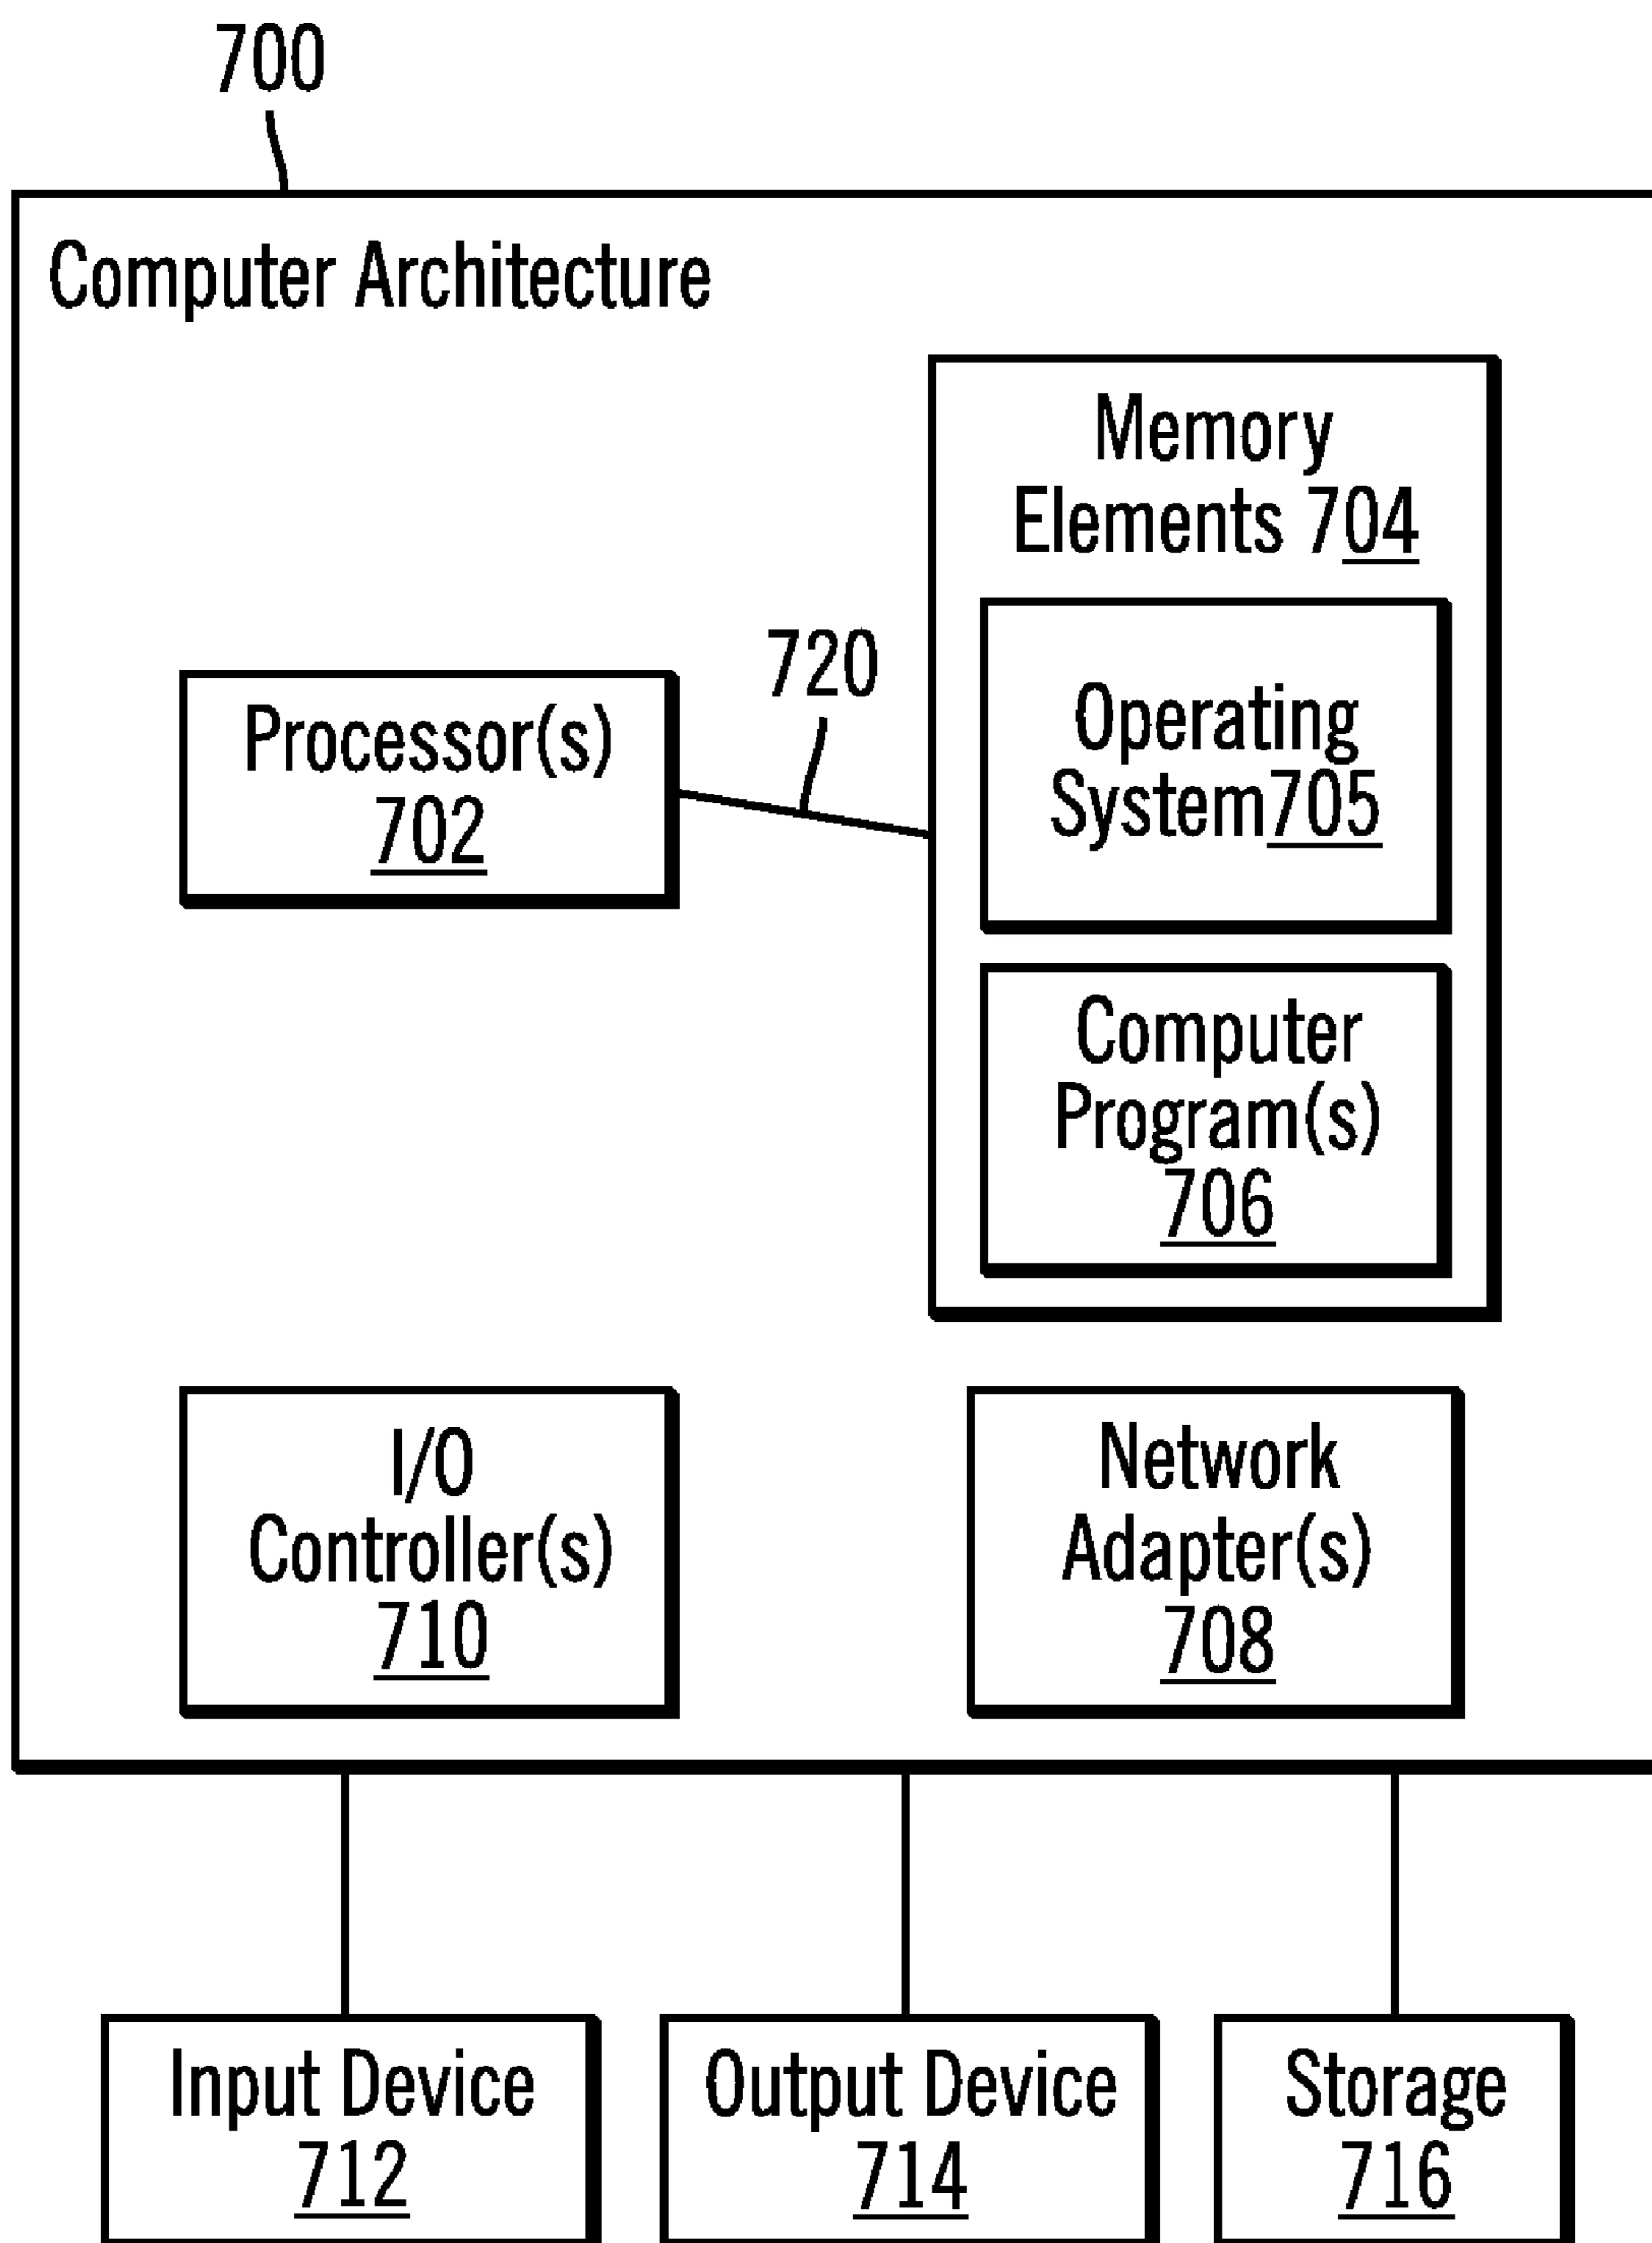 700
Computer Architecture
Memory
Elements 704
720
Processor(s)
702
Operating
System705
Computer
Program(s)
706
I/O
Controller(s)
710
Network
Adapter(s)
708
Input Device
712
Output Device
714
Storage
716